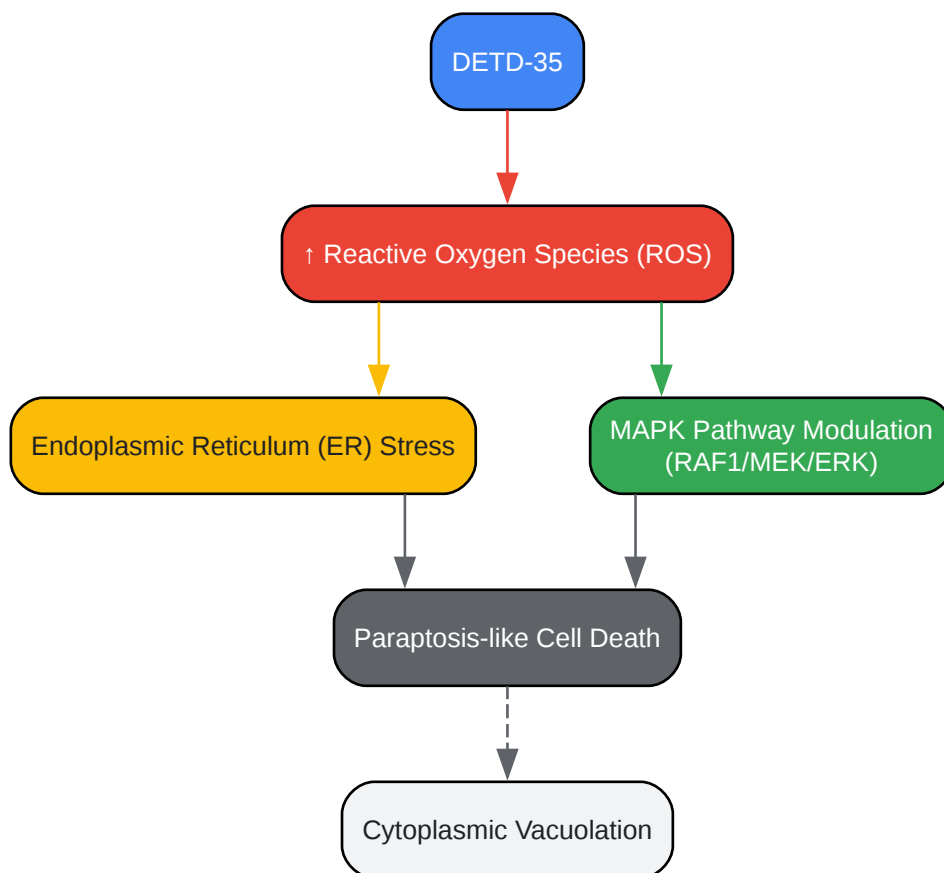 DETD-35
↑ Reactive Oxygen Species (ROS)
Endoplasmic Reticulum (ER) Stress
MAPK Pathway Modulation
(RAF1/MEK/ERK)
Paraptosis-like Cell Death
Cytoplasmic Vacuolation